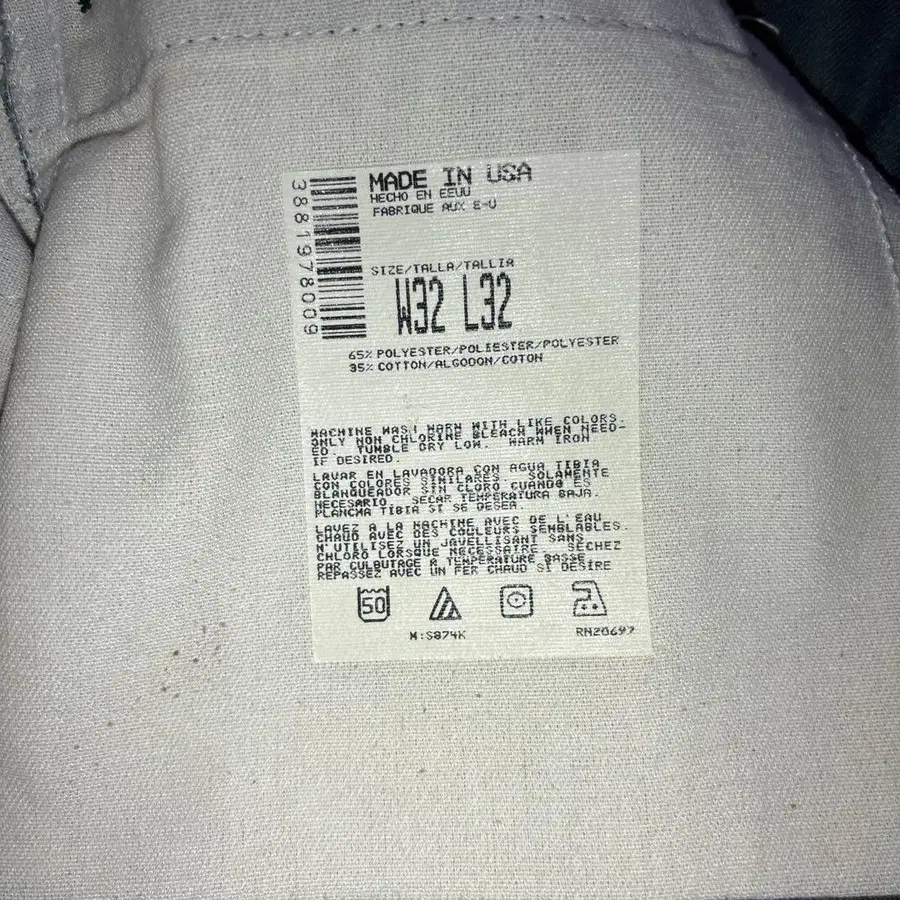 3881978009
MADE IN USA
HECHO EN EEUU
FABRIQUE AUX E-U
SIZE/TALLA/TALLIA
W32 L32
65% POLYESTER/POLIESTER/POLYESTER
35% COTTON/ALGODON/COTON
MACHINE WASH WARM WITH LIKE COLORS.
ONLY NON CHLORINE BLEACH WHEN NEED-
ED. TUMBLE DRY LOW. WARM IRON
IF DESIRED.
LAVAR EN LAVADORA CON AGUA TIBIA
CON COLORES SIMILARES. SOLAMENTE
BLANQUEADOR SIN CLORO CUANDO ES
NECESARIO. SECAR TEMPERATURA BAJA.
PLANCHA TIBIA SI SE DESEA.
LAVEZ A LA MACHINE AVEC DE L'EAU
CHAUD AVEC DES COULEURS SEMBLABLES
N'UTILISEZ UN JAVELLISANT SANS
CHLORO LORSQUE NECESSAIRE. SECHEZ
PAR CULBUTAGE A TEMPERATURE BASSE
REPASSEZ AVEC UN FER CHAUD SI DESIRE
50
M:S874K
RN20697